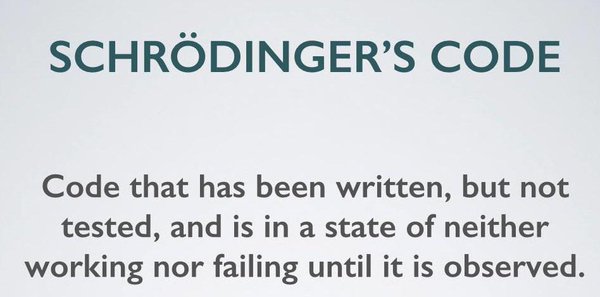 SCHRÖDINGER’S CODE
Code that has been written, but not
tested, and is in a state of neither
working nor failing until it is observed.